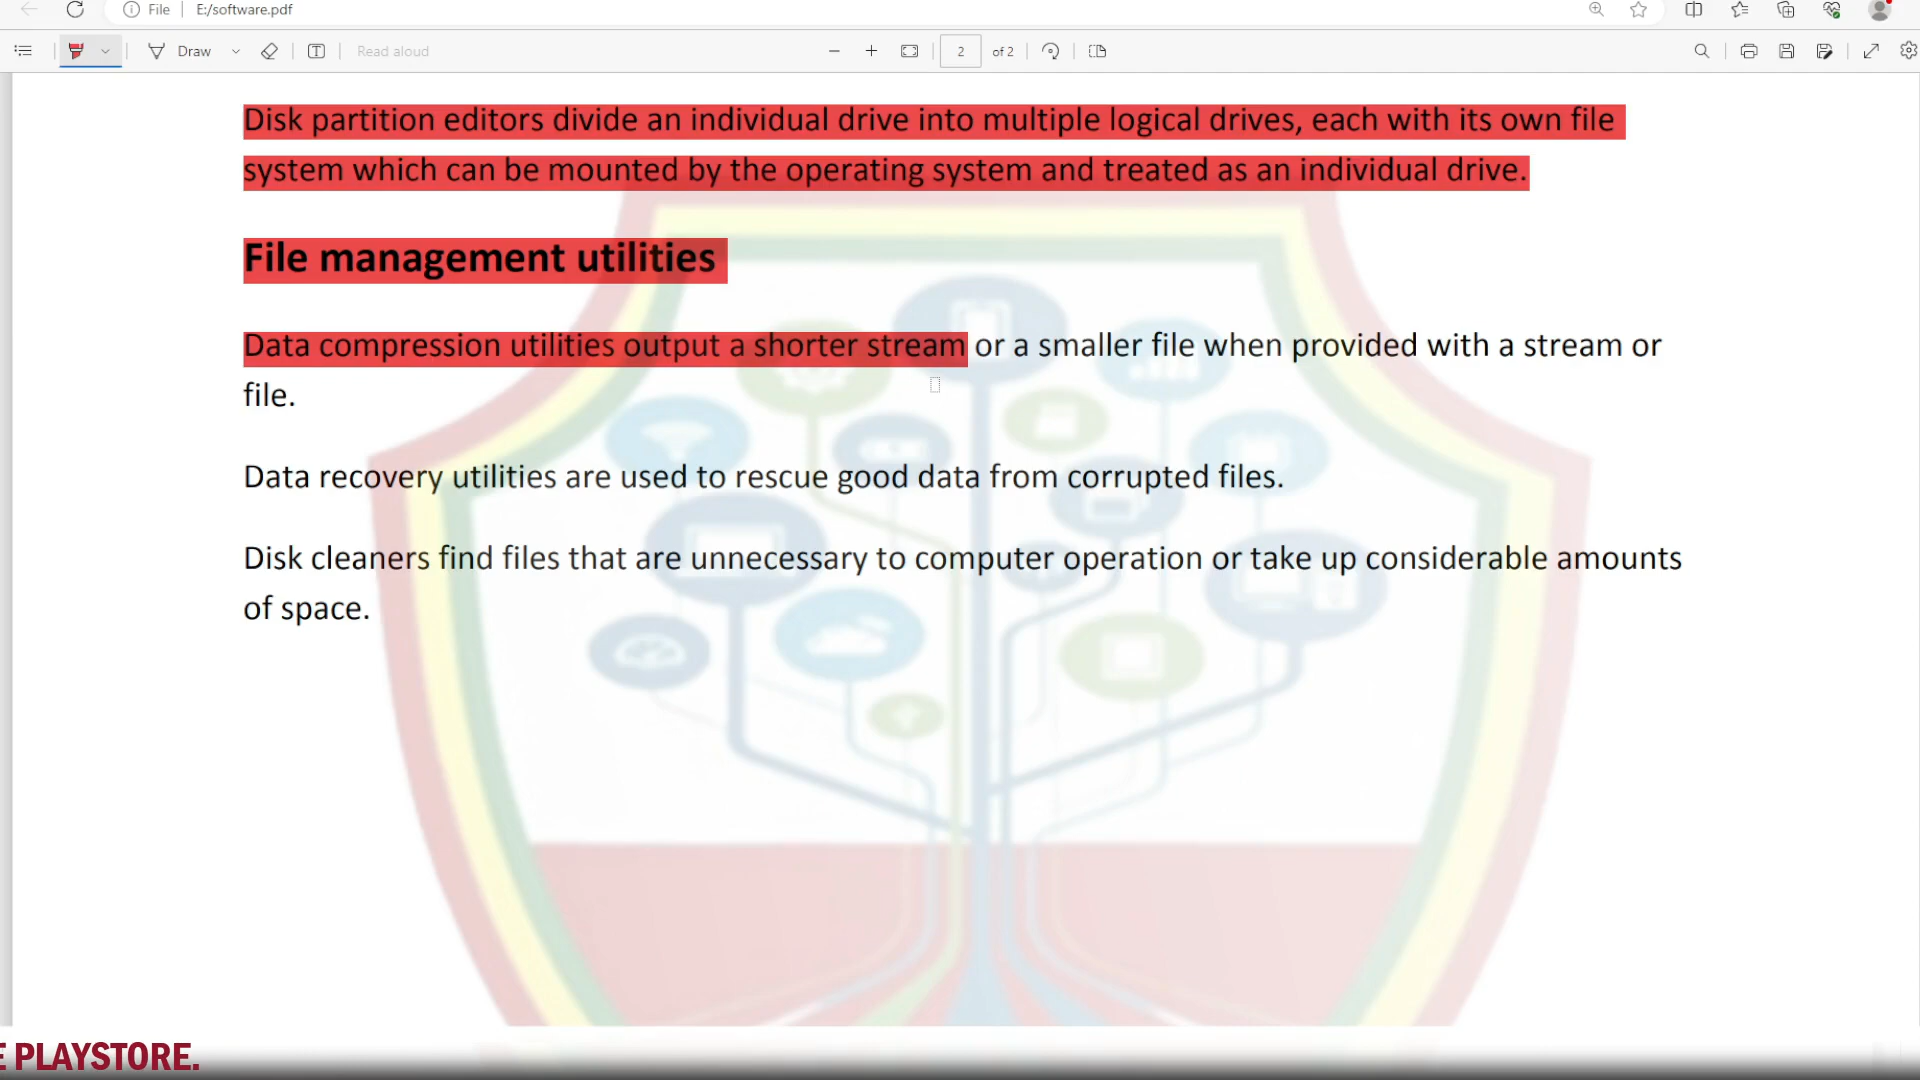 File
E:/software.pdf
Draw
Read aloud
2
of 2
Disk partition editors divide an individual drive into multiple logical drives, each with its own file
system which can be mounted by the operating system and treated as an individual drive.
File management utilities
Data compression utilities output a shorter stream or a smaller file when provided with a stream or
file.
Data recovery utilities are used to rescue good data from corrupted files.
Disk cleaners find files that are unnecessary to computer operation or take up considerable amounts
of space.
PLAYSTORE.